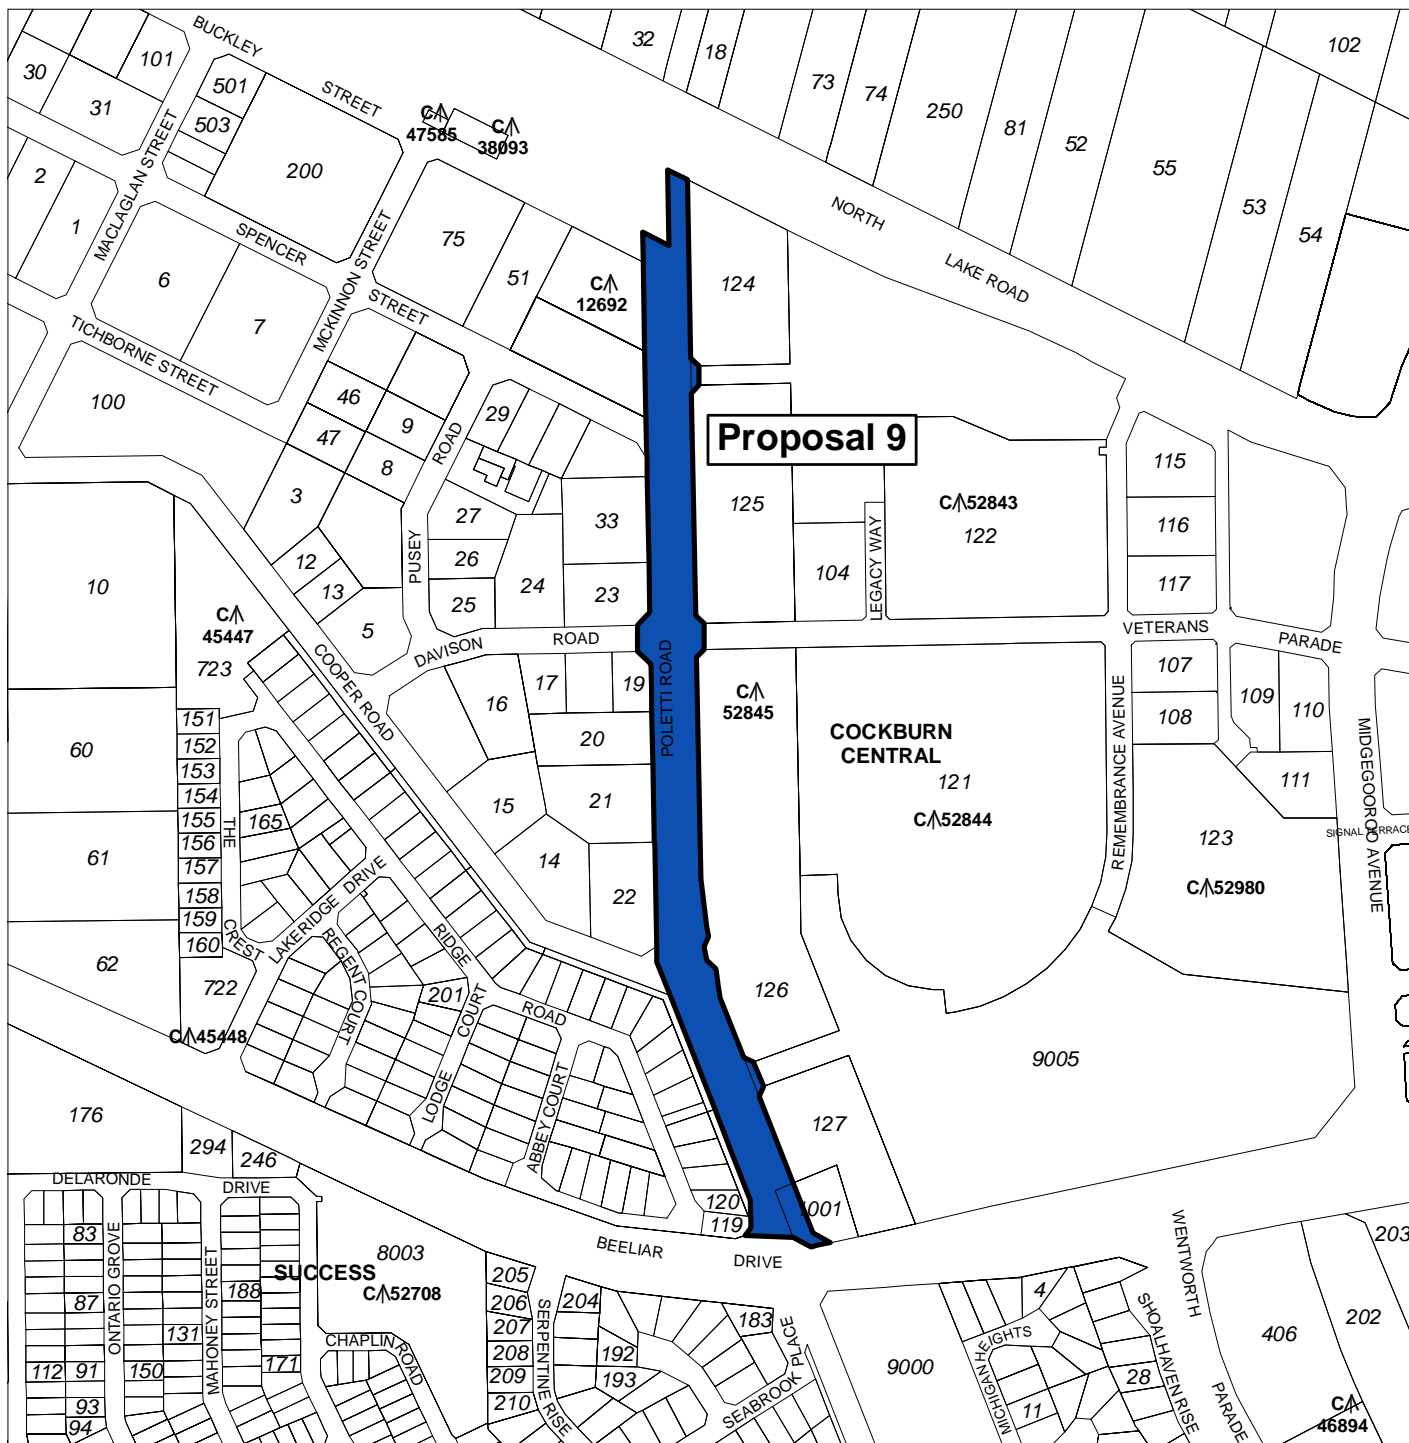 BUCKLEY
STREET
101
30
31
501
503
32
18
73
74
250
81
52
102
C 47585
C 38093
200
2
1
MACLAGLAN STREET
SPENCER
STREET
MCKINNON STREET
75
51
C
12692
6
7
TICHBORNE STREET
100
55
53
54
NORTH
LAKE ROAD
124
46
47
9
8
PUSEY
ROAD
29
3
12
13
5
27
26
25
24
33
23
Proposal 9
125
104
LEGACY WAY
C 52843
122
115
116
117
VETERANS
PARADE
10
C
45447
723
COOPER ROAD
DAVISON
ROAD
POLETTI ROAD
16
17
19
20
21
15
14
22
C
52845
COCKBURN
CENTRAL
121
C 52844
REMEMBRANCE AVENUE
107
108
109
110
111
MIDGEGOOROO AVENUE
SIGNAL TERRACE
123
C 52980
60
61
62
151
152
153
154
155
156
157
158
159
160
THE
CREST
165
LAKERIDGE DRIVE
REGENT COURT
RIDGE
ROAD
722
C 45448
201
LODGE COURT
ABBEY COURT
126
127
1001
120
119
9005
176
294
246
DELARONDE
DRIVE
83
87
112
91
93
94
ONTARIO GROVE
150
131
MAHONEY STREET
188
171
8003
SUCCESS
C 52708
CHAPLIN ROAD
BEELIAR
DRIVE
205
206
207
208
209
210
SERPENTINE RISE
204
192
193
183
SEABROOK PLACE
9000
MICHIGAN HEIGHTS
4
11
28
SHOALHAVEN RISE
WENTWORTH
PARADE
406
202
203
C
46894